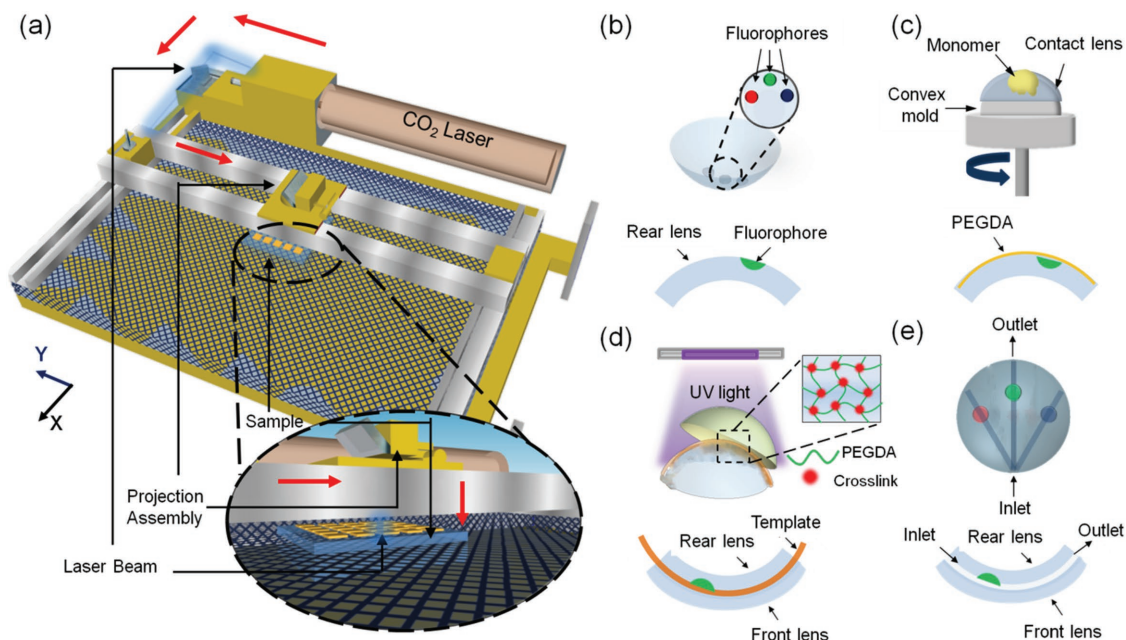 (a)
CO2 Laser
Y
X
Sample
Projection
Assembly
Laser Beam
(b)
Fluorophores
Rear lens
Fluorophore
(c)
Monomer
Contact lens
Convex
mold
PEGDA
(d)
UV light
PEGDA
Crosslink
Template
Rear lens
Front lens
(e)
Outlet
Inlet
Inlet
Rear lens
Outlet
Front lens